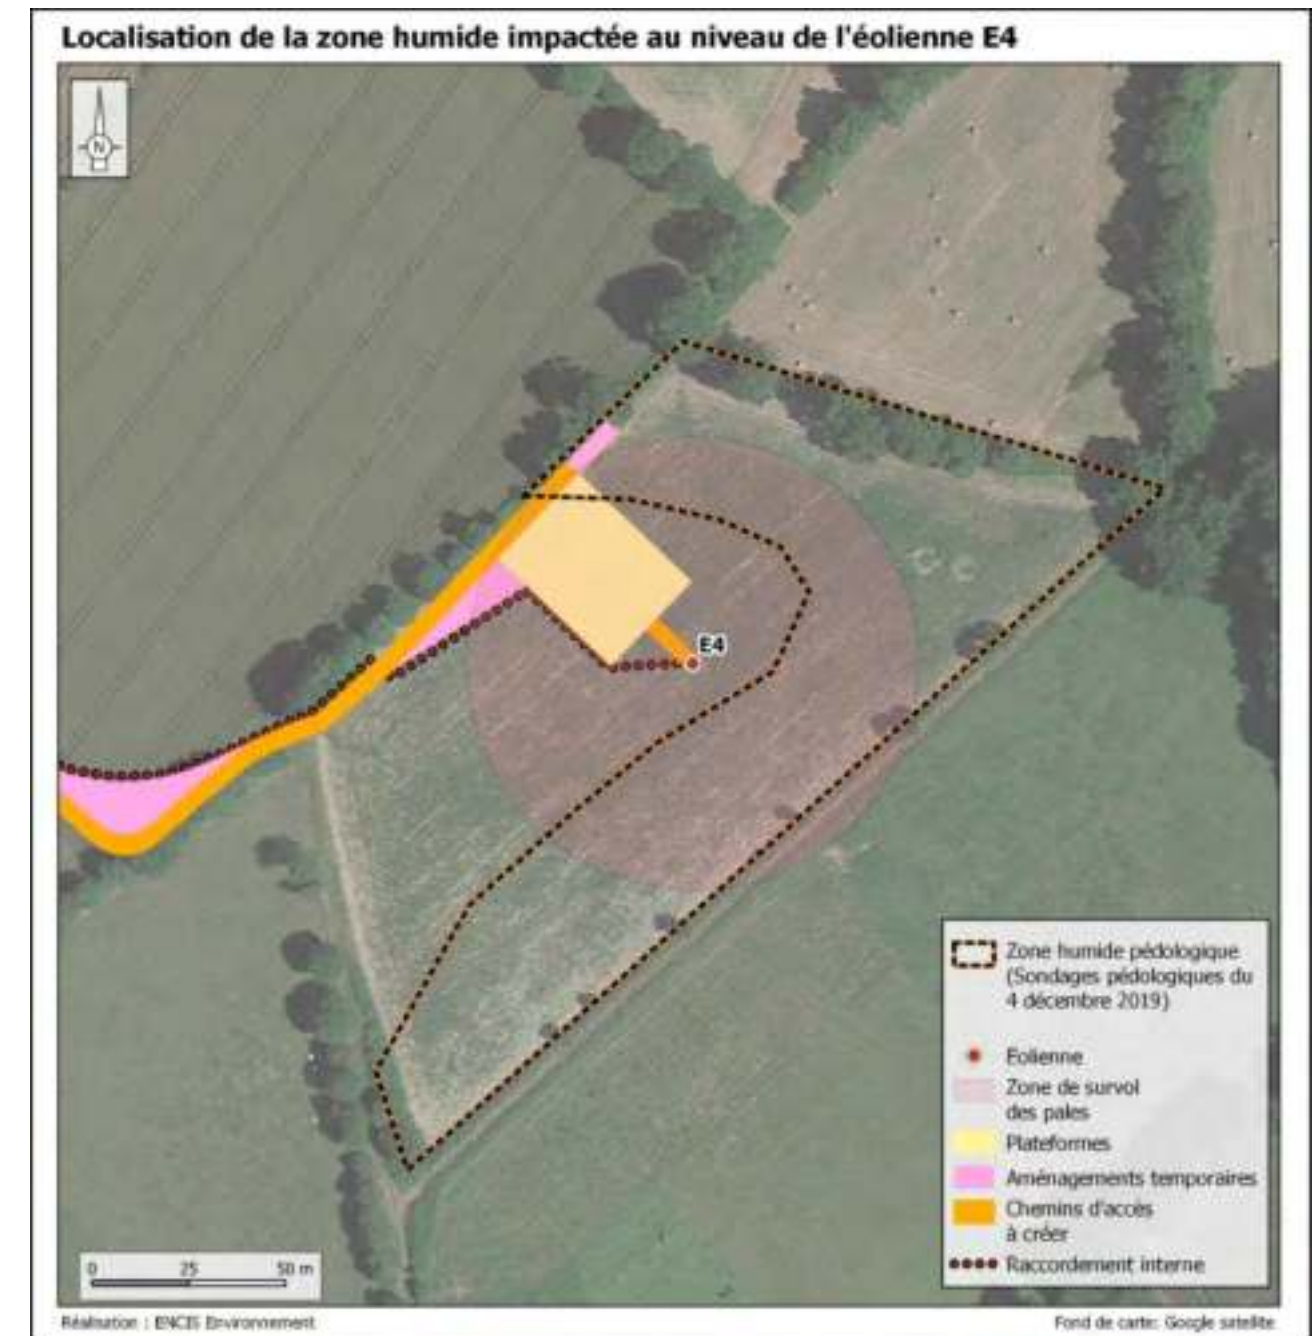 Localisation de la zone humide impactée au niveau de l'éolienne E4
N
E4
Zone humide pédologique
(Sondages pédologiques du
4 décembre 2019)
Eolienne
Zone de survol
des pales
Plateformes
Aménagements temporaires
Chemins d'accès
à créer
Raccordement interne
0 25 50 m
Réalisation : ENCIS Environnement
Fond de carte: Google satellite